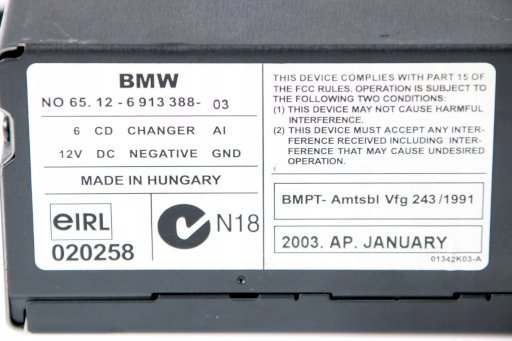 BMW
NO 65. 12 - 6 913 388- 03
6 CD CHANGER AI
12V DC NEGATIVE GND
MADE IN HUNGARY
eIRL
020258
N18
THIS DEVICE COMPLIES WITH PART 15 OF
THE FCC RULES. OPERATION IS SUBJECT TO
THE FOLLOWING TWO CONDITIONS:
(1) THIS DEVICE MAY NOT CAUSE HARMFUL
INTERFERENCE.
(2) THIS DEVICE MUST ACCEPT ANY INTER-
FERENCE RECEIVED INCLUDING INTER-
FERENCE THAT MAY CAUSE UNDESIRED
OPERATION.
BMPT- Amtsbl Vfg 243/1991
2003. AP. JANUARY
01342K03-A